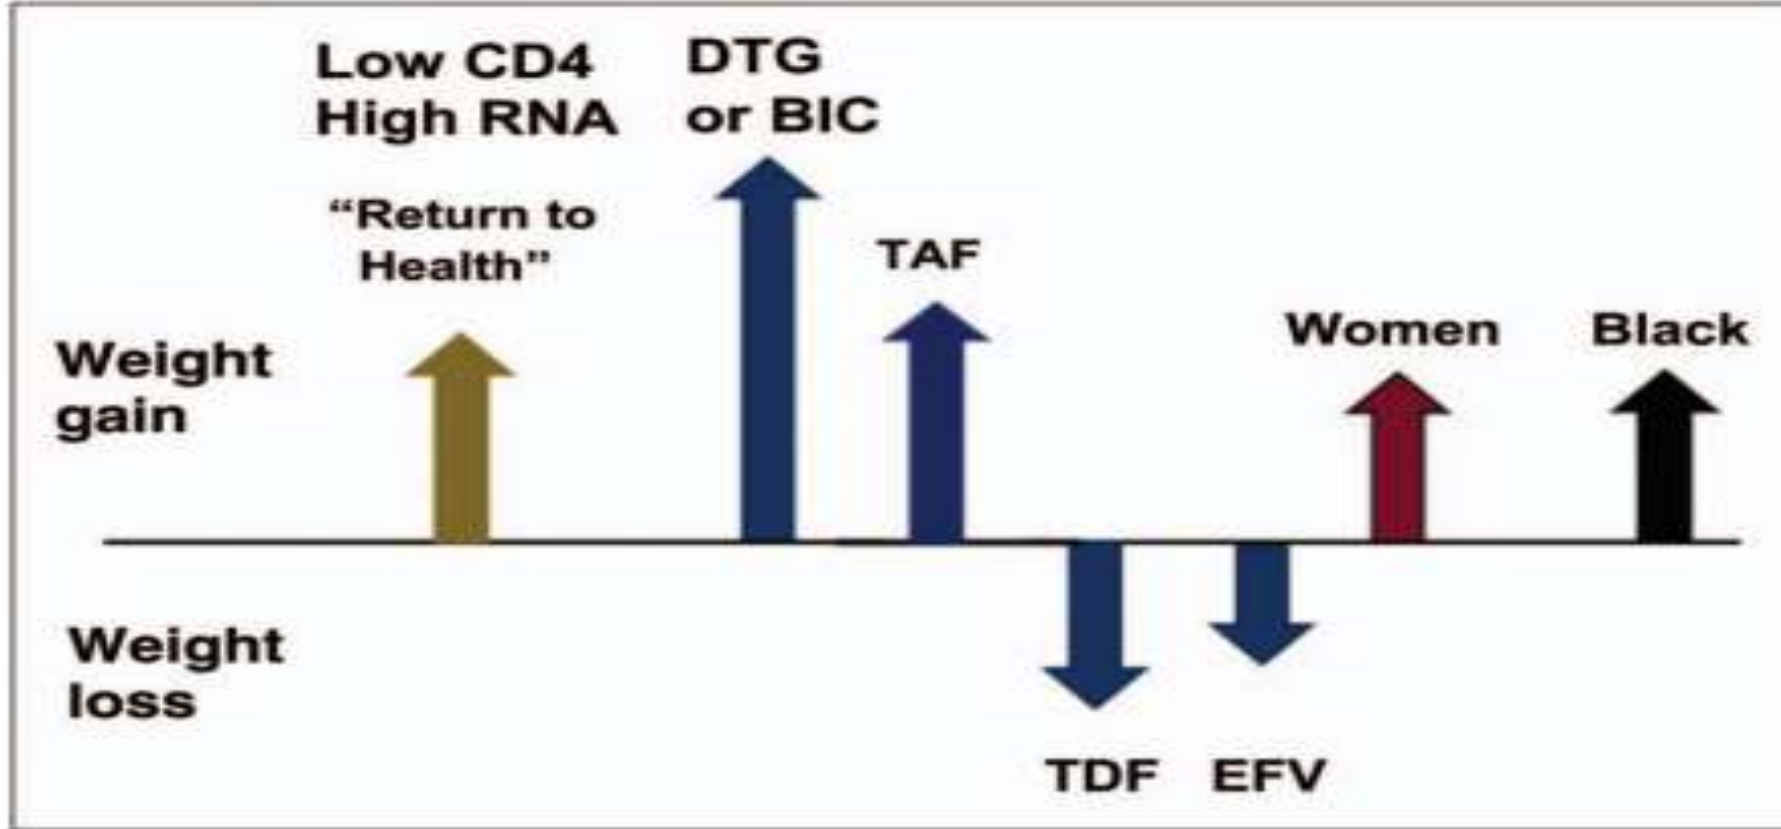 Low CD4
High RNA
“Return to
Health”
DTG
or BIC
TAF
Women
Black
Weight
gain
Weight
loss
TDF
EFV